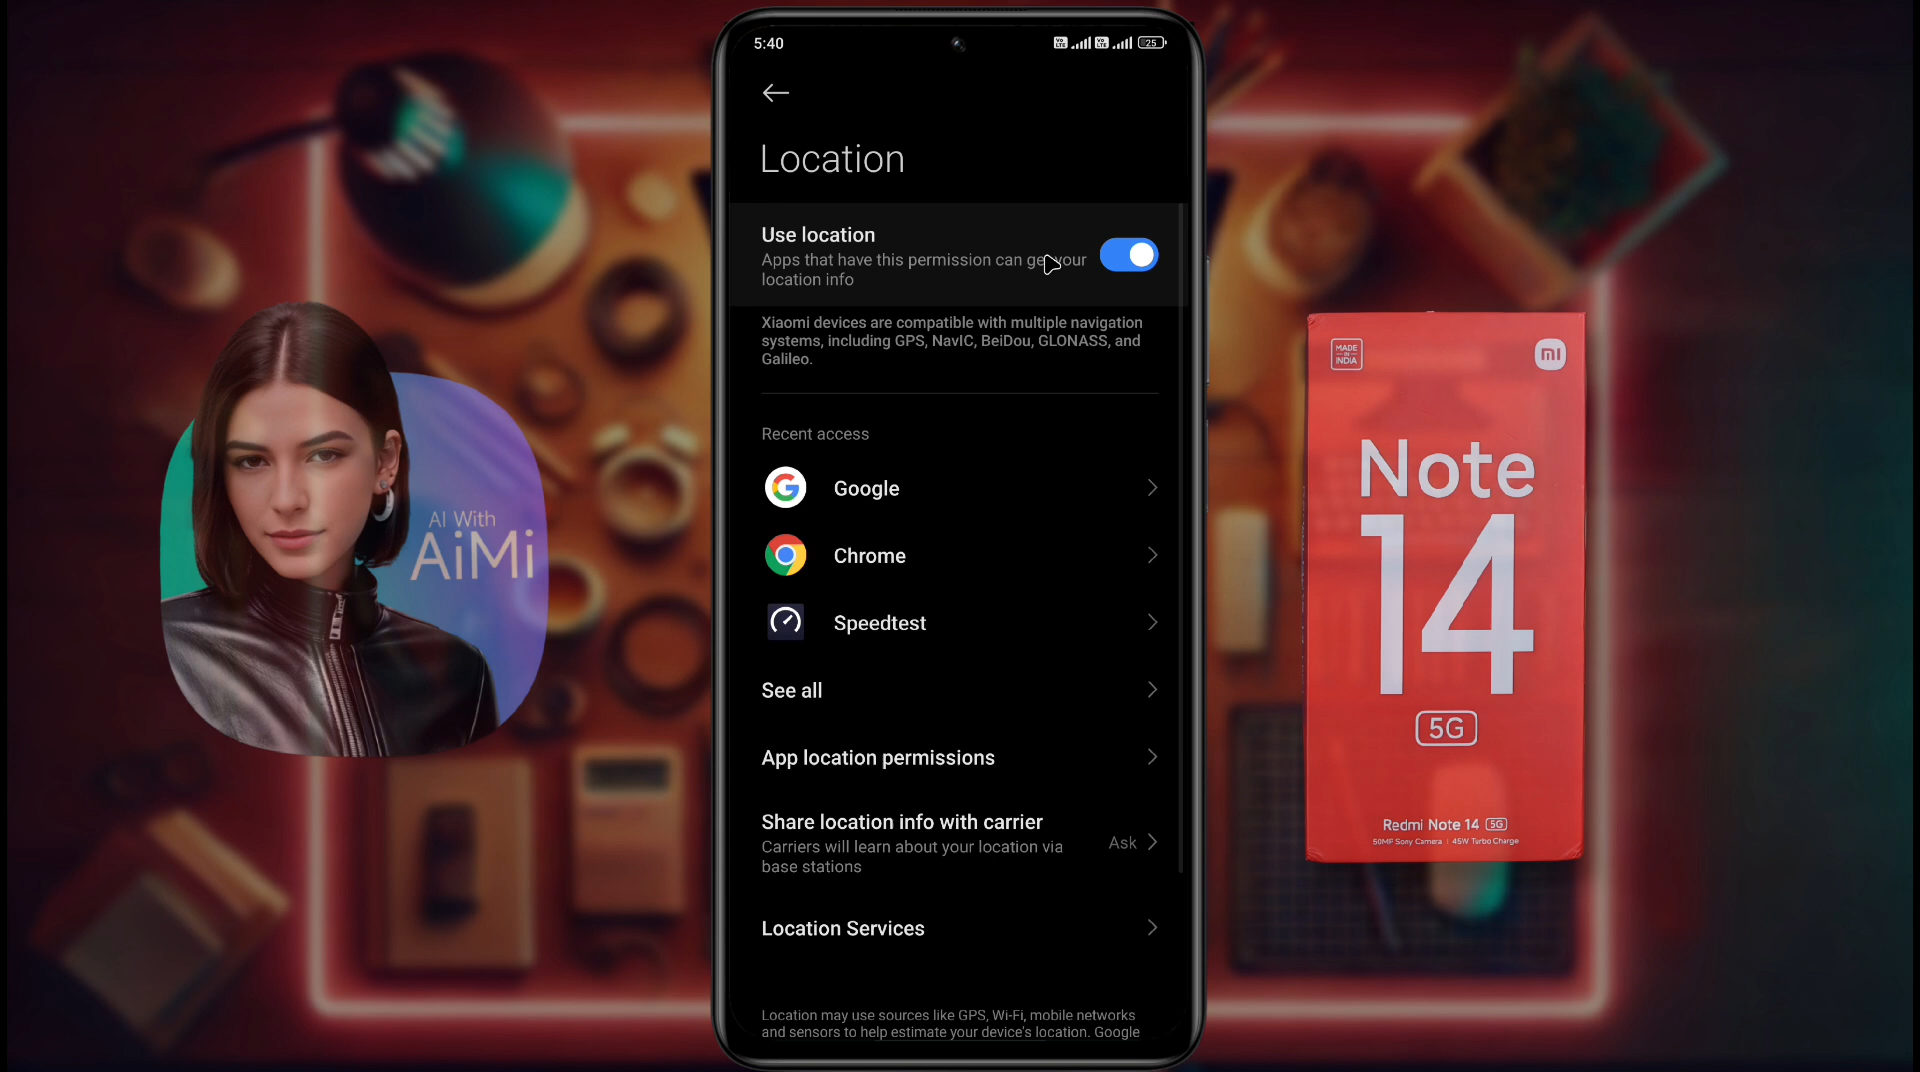 5:40
VO LTE
VO LTE
25
Location
Use location
Apps that have this permission can get your
location info
Xiaomi devices are compatible with multiple navigation
systems, including GPS, NavIC, BeiDou, GLONASS, and
Galileo.
Recent access
Google
Chrome
Speedtest
See all
App location permissions
Share location info with carrier
Carriers will learn about your location via
base stations
Ask
Location Services
Location may use sources like GPS, Wi-Fi, mobile networks
and sensors to help estimate your device's location. Google
AI With
AiMi
MADE
IN
INDIA
mi
Note
14
5G
Redmi Note 14 5G
50MP Sony Camera | 45W Turbo Charge